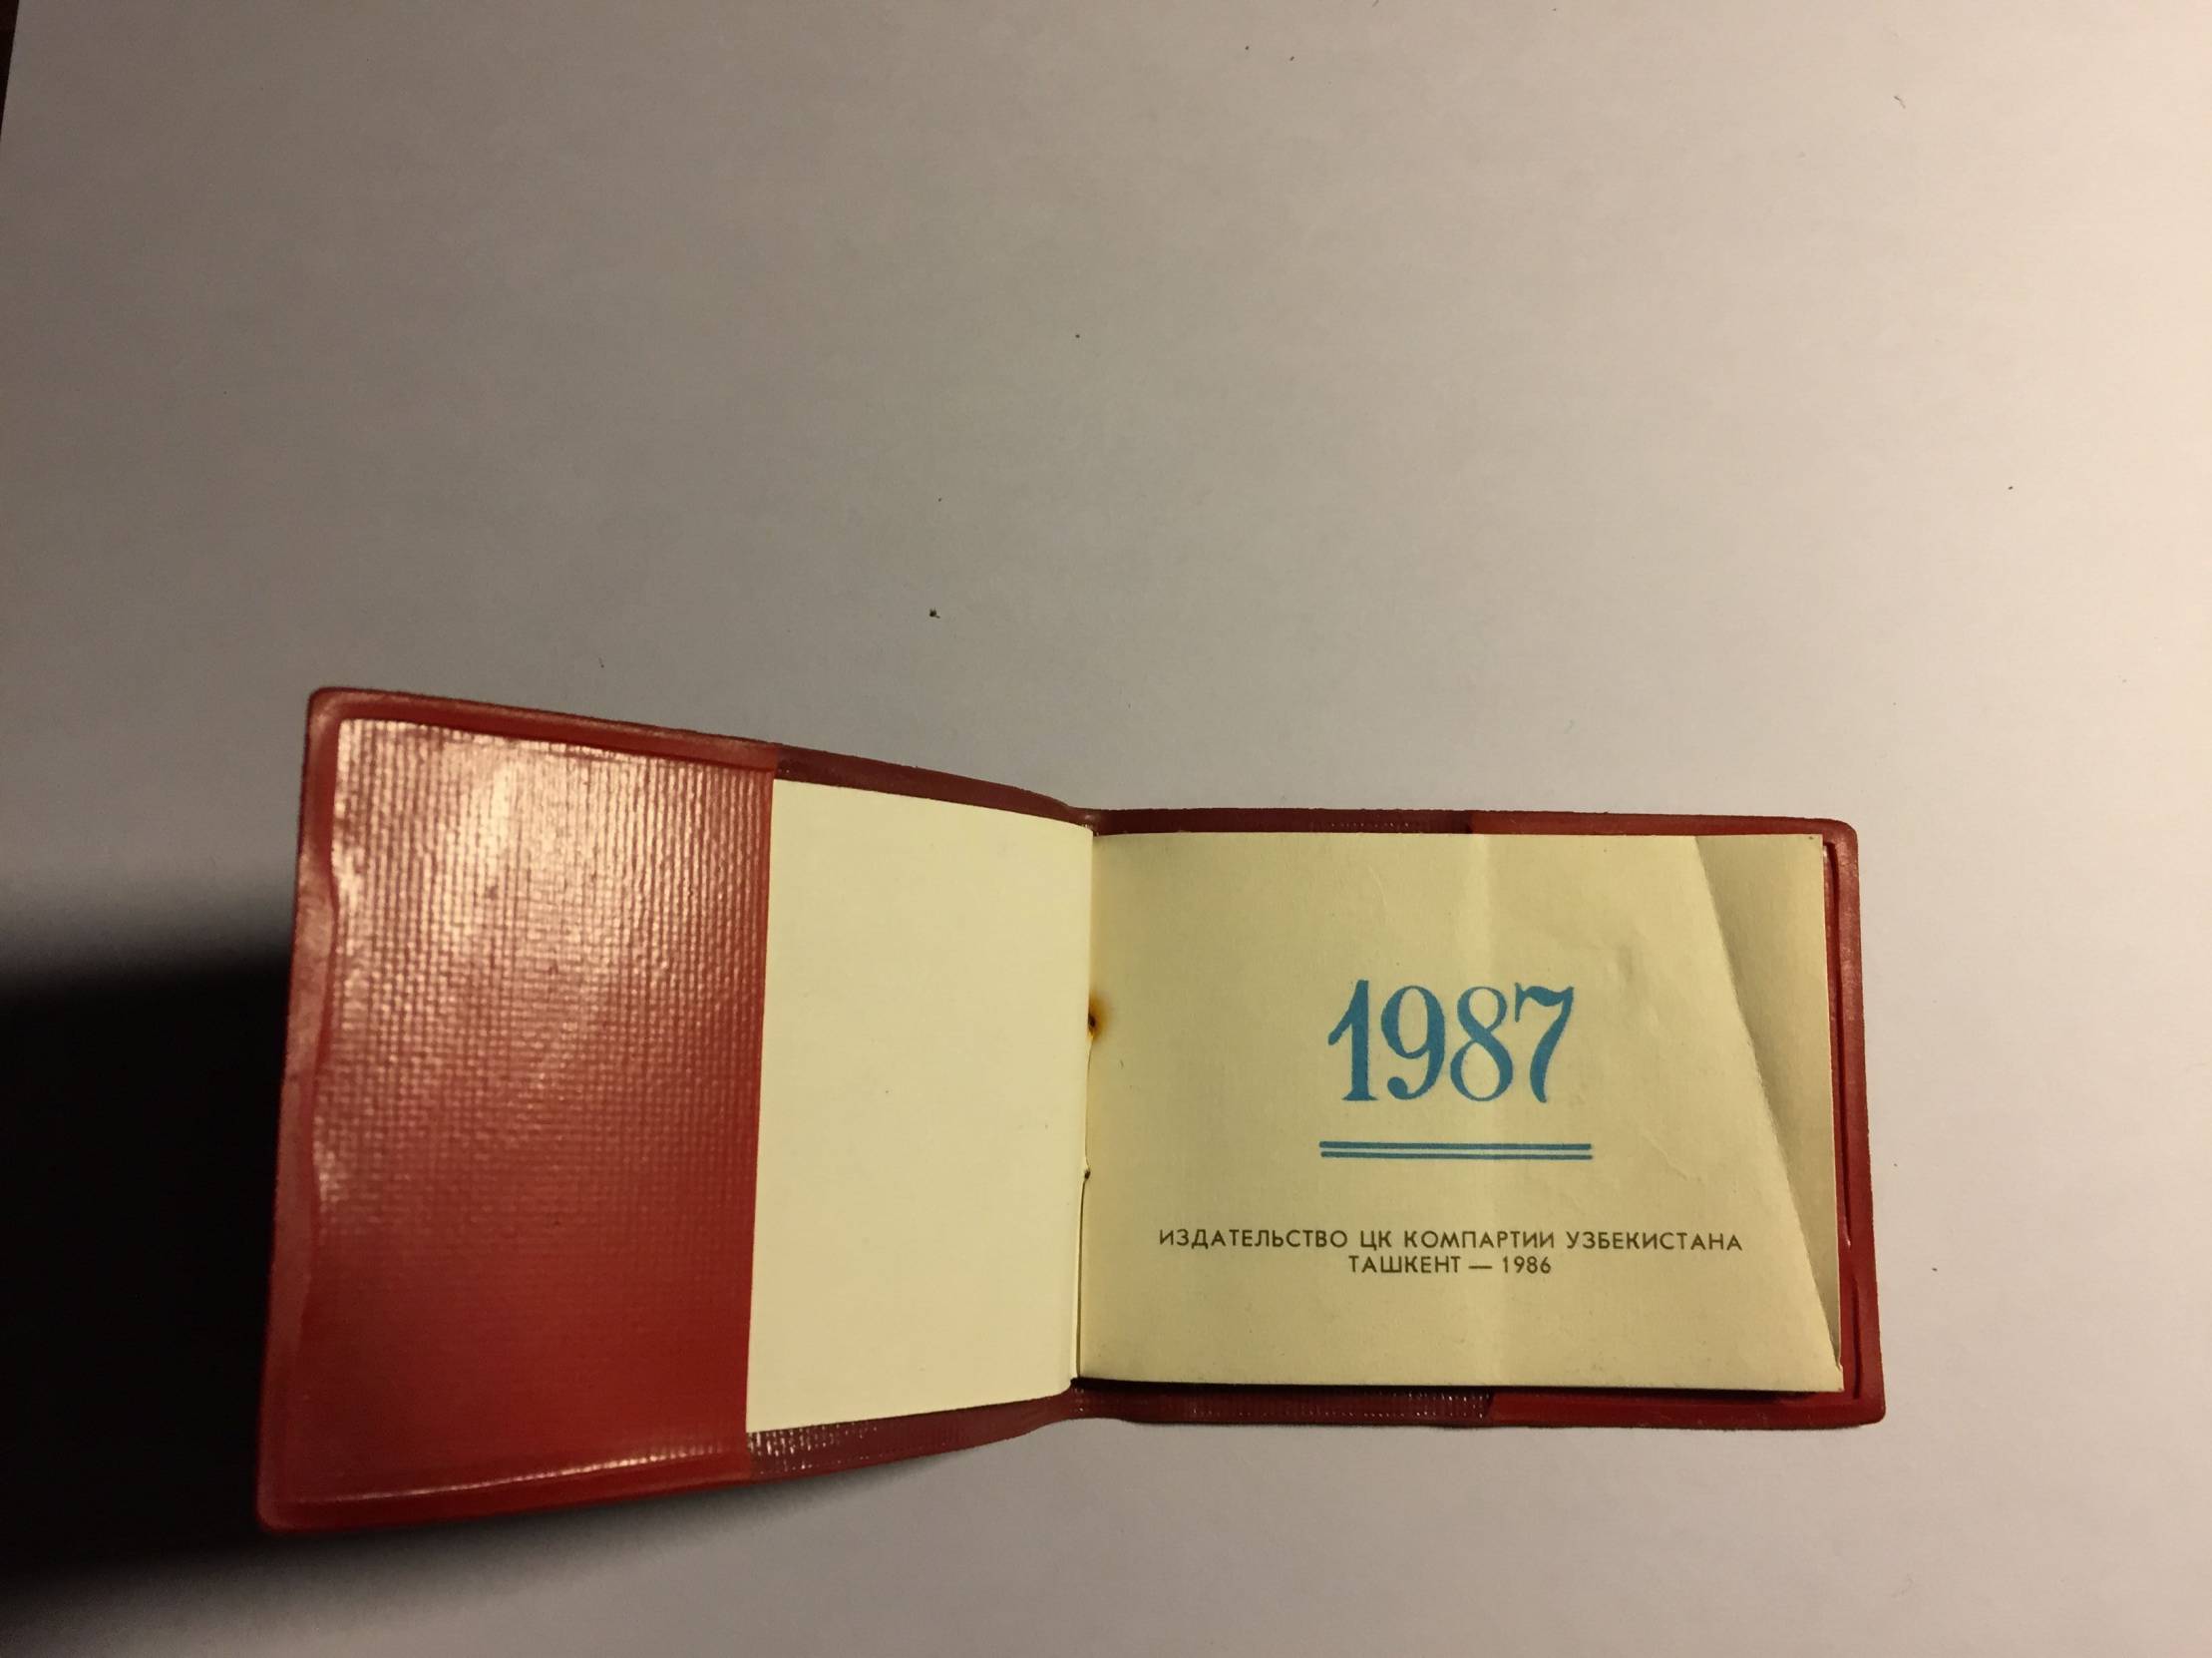 1987
ИЗДАТЕЛЬСТВО ЦК КОМПАРТИИ УЗБЕКИСТАНА
ТАШКЕНТ — 1986